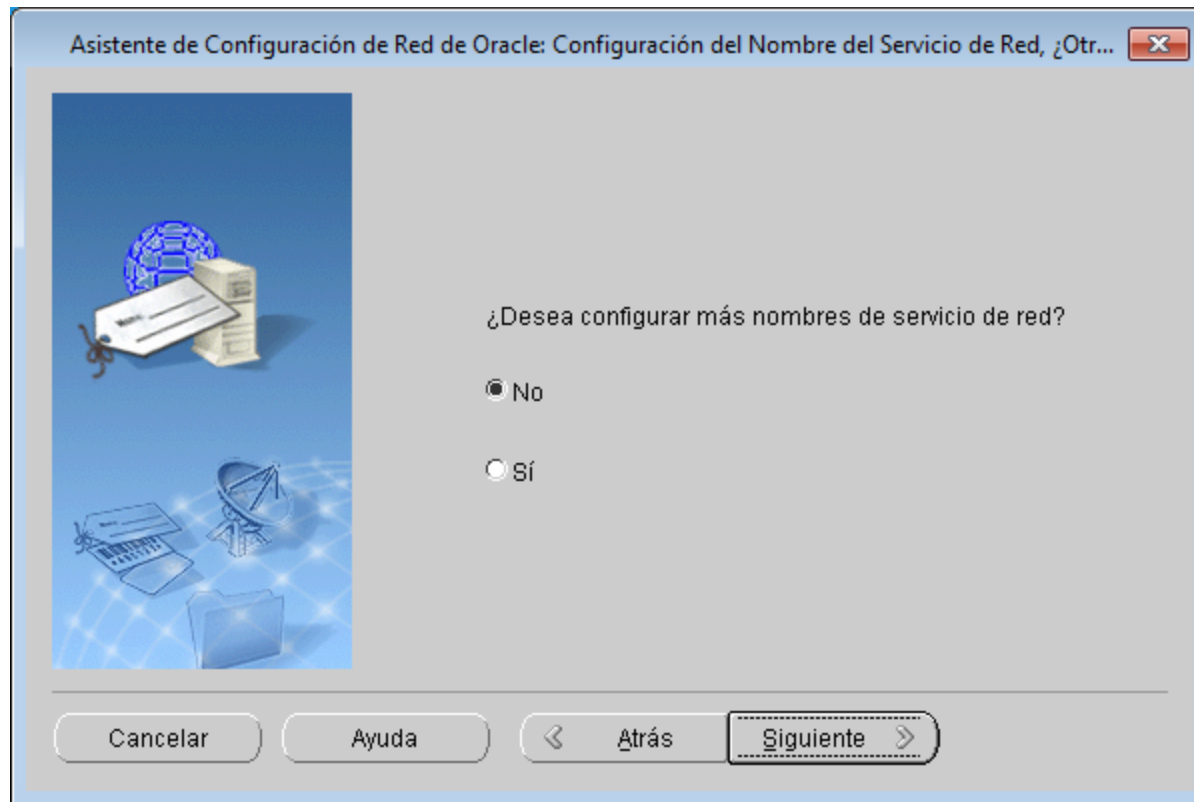 Asistente de Configuración de Red de Oracle: Configuración del Nombre del Servicio de Red, ¿Otr...
¿Desea configurar más nombres de servicio de red?
No
Sí
Cancelar
Ayuda
Atrás
Siguiente